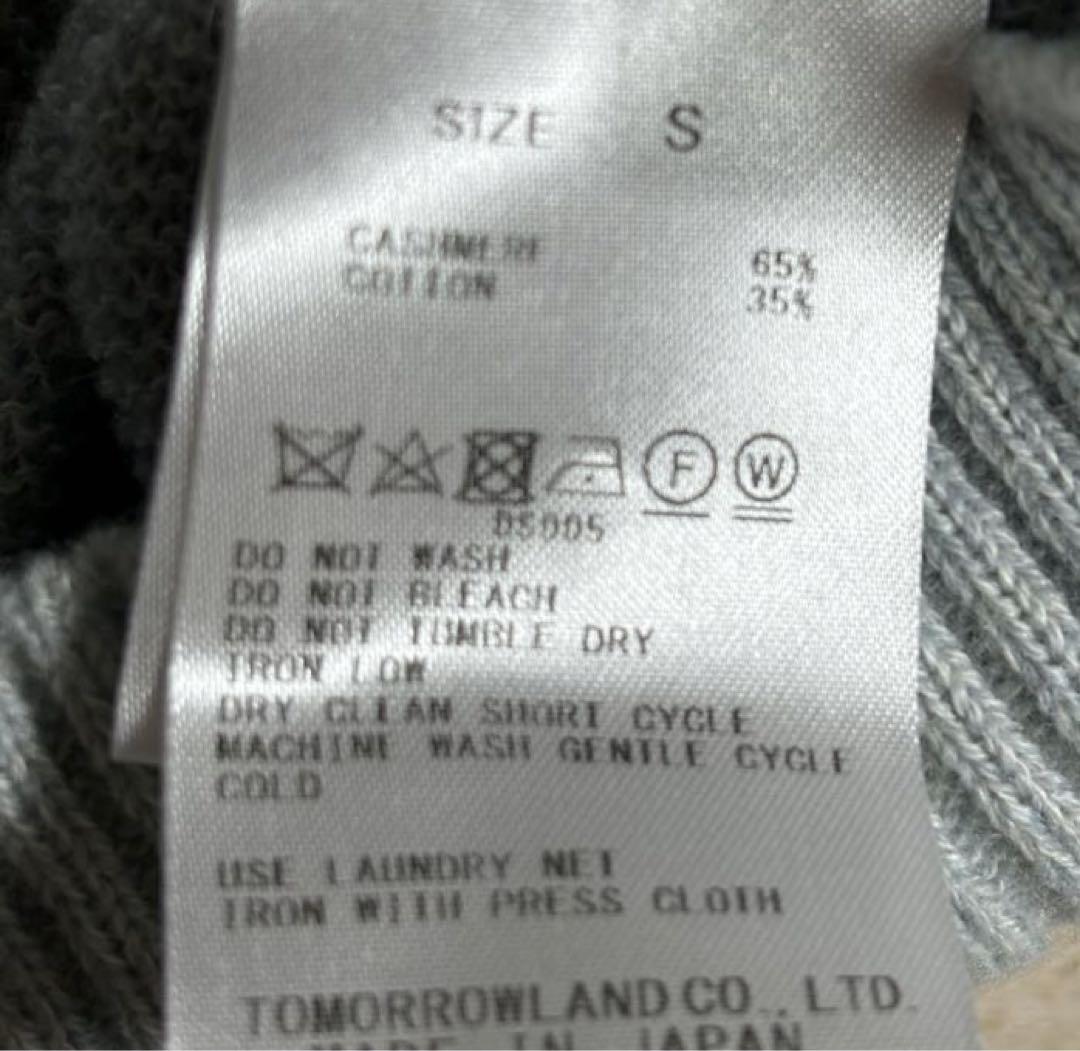 SIZE S
CASHMERE 65%
COTTON 35%
F W
DS005
DO NOT WASH
DO NOT BLEACH
DO NOT TUMBLE DRY
IRON LOW
DRY CLEAN SHORT CYCLE
MACHINE WASH GENTLE CYCLE
COLD
USE LAUNDRY NET
IRON WITH PRESS CLOTH
TOMORROWLAND CO., LTD.
MADE IN JAPAN